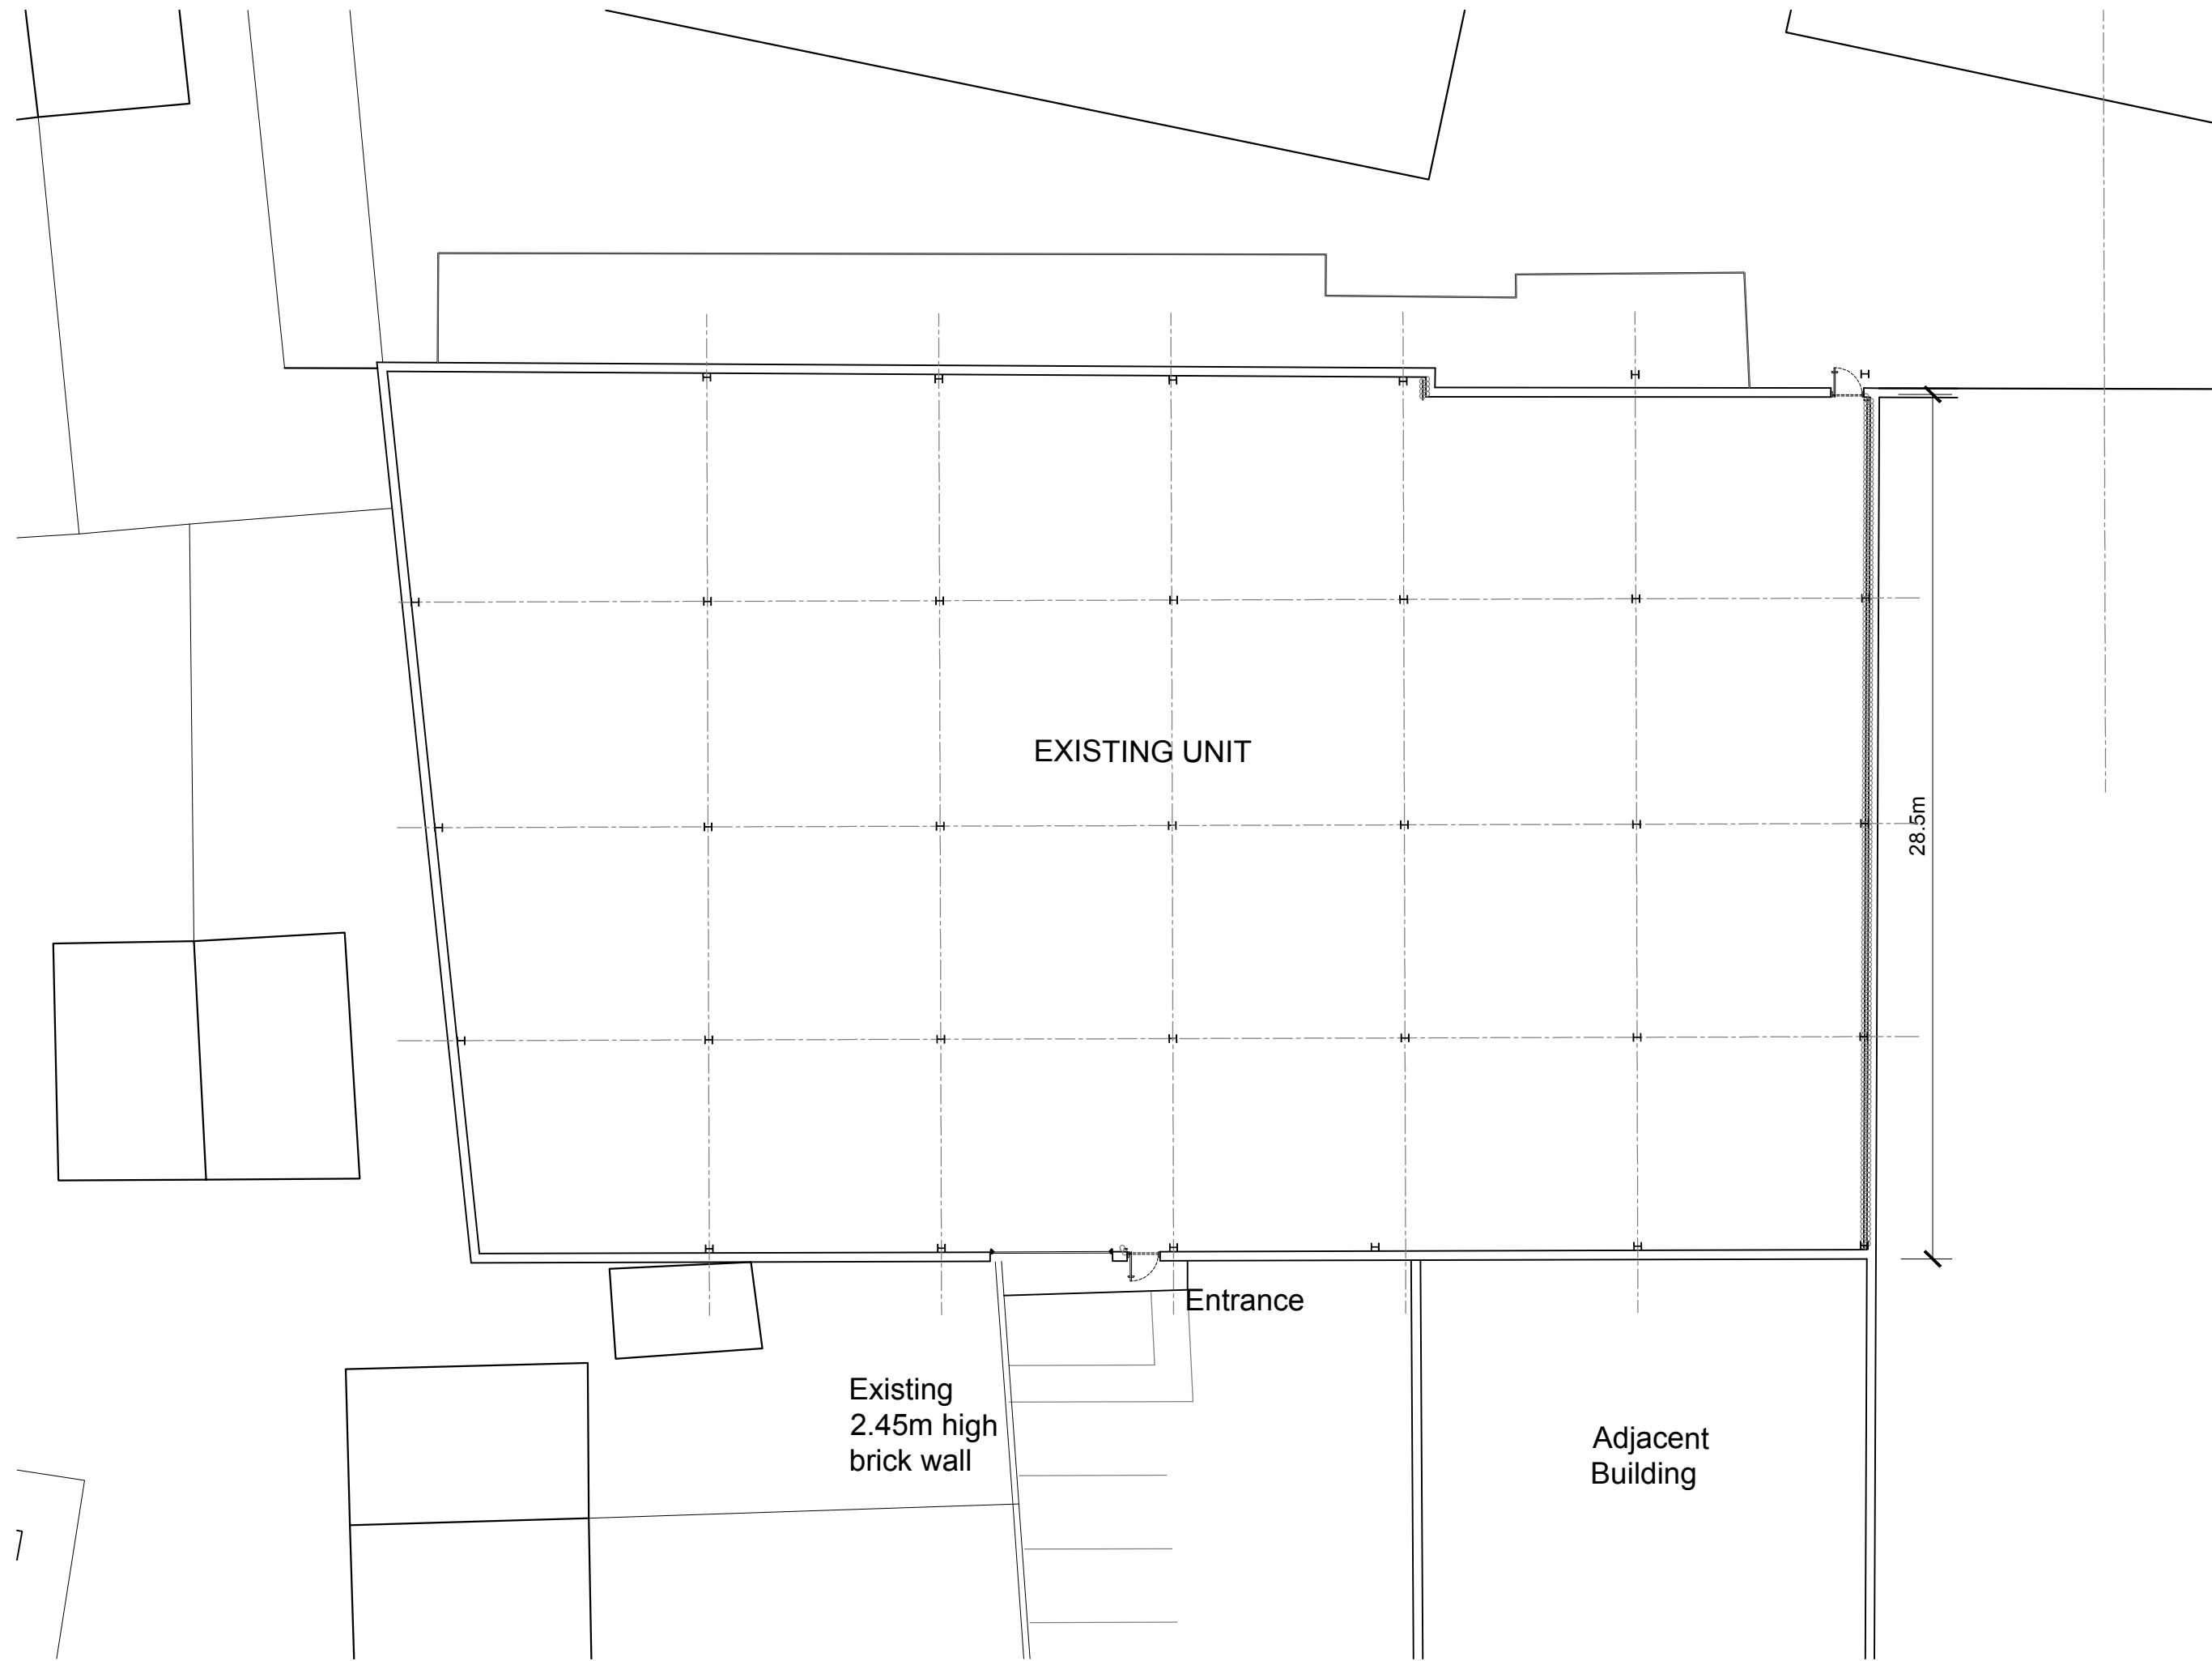 EXISTING UNIT
28.5m
Entrance
Existing
2.45m high
brick wall
Adjacent
Building